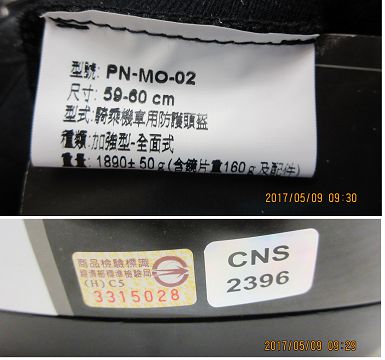 型號: PN-MO-02
尺寸: 59-60 cm
型式:騎乘機車用防護頭盔
種類:加強型-全面式
重量: 1890±50g(含鏡片重160g及配件)
2017/05/09 09:30
商品檢驗標識
經濟部標準檢驗局
(H) C5
3315028
CNS
2396
2017/05/09 09:29